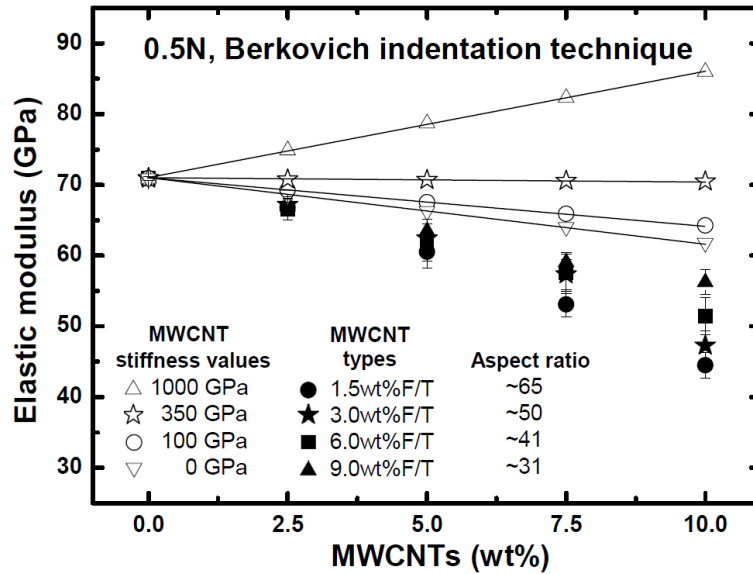 0.5N, Berkovich indentation technique
Elastic modulus (GPa)
90
80
70
60
50
40
30
MWCNT
stiffness values
1000 GPa
350 GPa
100 GPa
0 GPa
MWCNT
types
1.5wt%F/T
3.0wt%F/T
6.0wt%F/T
9.0wt%F/T
Aspect ratio
~65
~50
~41
~31
0.0 2.5 5.0 7.5 10.0
MWCNTs (wt%)